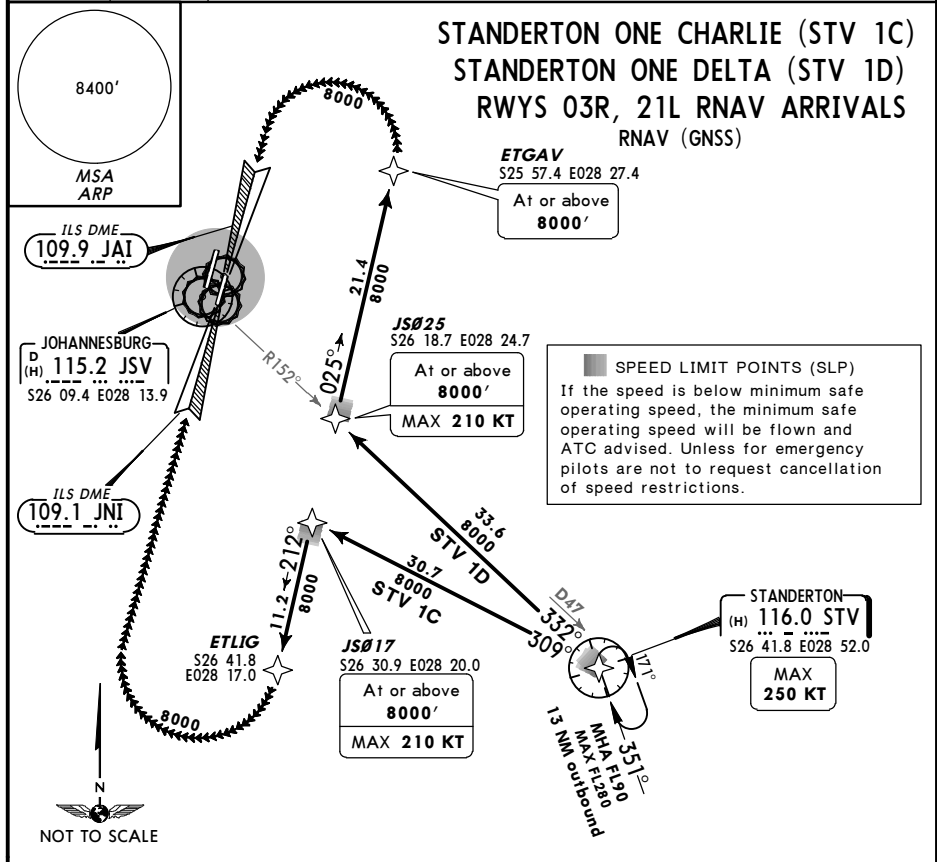 STANDERTON ONE CHARLIE (STV 1C)
STANDERTON ONE DELTA (STV 1D)
RWYS 03R, 21L RNAV ARRIVALS
RNAV (GNSS)
8400'
MSA
ARP
8000
ETGAV
S25 57.4 E028 27.4
At or above
8000'
ILS DME
109.9 JAI
21.4
8000
JOHANNESBURG
D
(H) 115.2 JSV
S26 09.4 E028 13.9
R152°
025°
JSØ25
S26 18.7 E028 24.7
At or above
8000'
MAX 210 KT
SPEED LIMIT POINTS (SLP)
If the speed is below minimum safe
operating speed, the minimum safe
operating speed will be flown and
ATC advised. Unless for emergency
pilots are not to request cancellation
of speed restrictions.
ILS DME
109.1 JNI
33.6
8000
STV 1D
30.7
8000
STV 1C
212°
11.2
8000
D47
332°
309°
STANDERTON
(H) 116.0 STV
S26 41.8 E028 52.0
MAX
250 KT
171°
351°
MHA FL90
MAX FL280
13 NM outbound
ETLIG
S26 41.8
E028 17.0
JSØ17
S26 30.9 E028 20.0
At or above
8000'
MAX 210 KT
8000
N
NOT TO SCALE